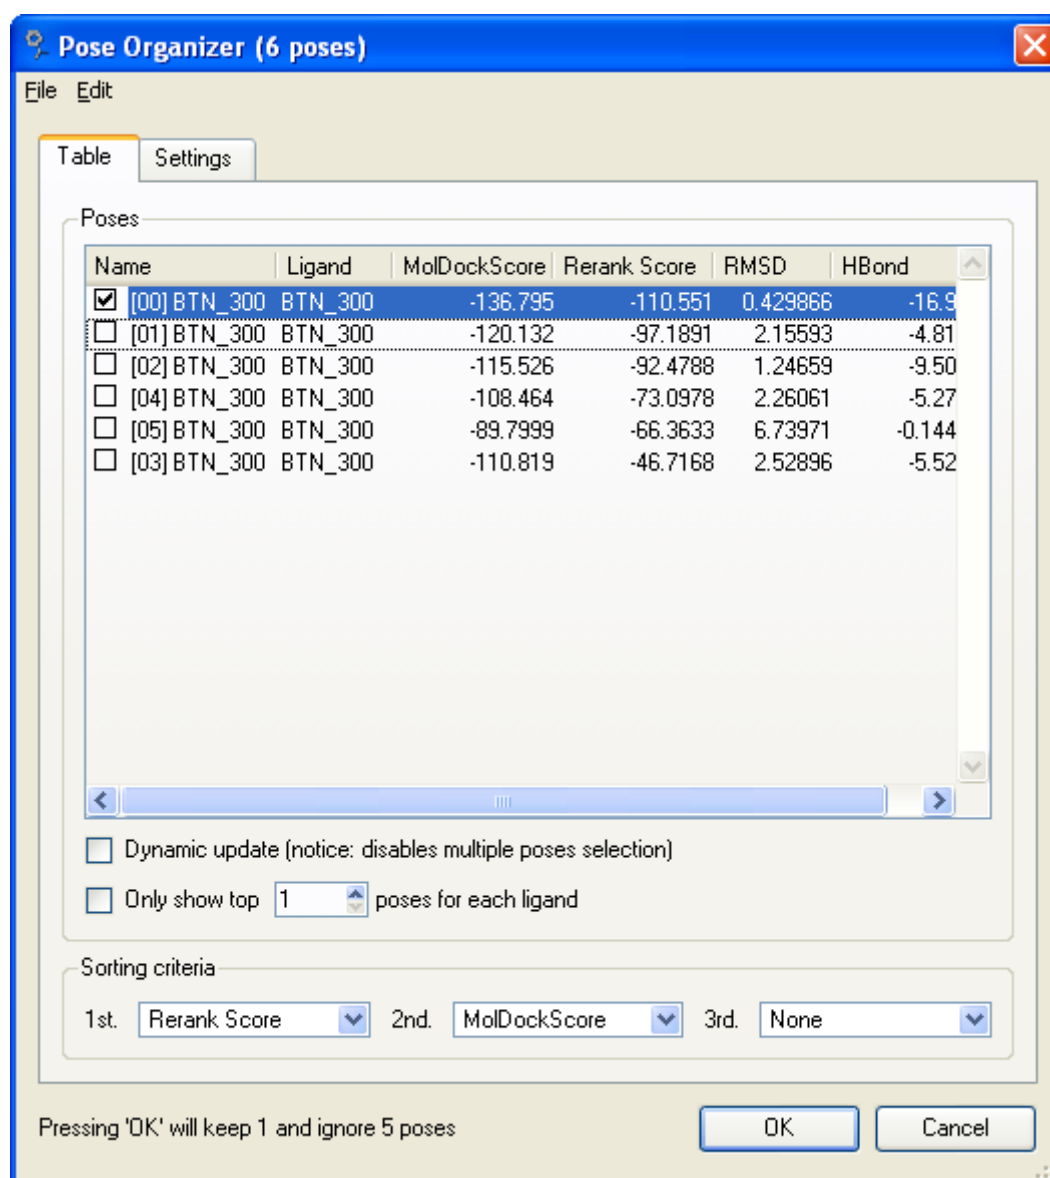 Pose Organizer (6 poses)
File Edit
Table Settings
Poses
Name Ligand MolDockScore Rerank Score RMSD HBond
[00] BTN_300 BTN_300 -136.795 -110.551 0.429866 -16.9
[01] BTN_300 BTN_300 -120.132 -97.1891 2.15593 -4.81
[02] BTN_300 BTN_300 -115.526 -92.4788 1.24659 -9.50
[04] BTN_300 BTN_300 -108.464 -73.0978 2.26061 -5.27
[05] BTN_300 BTN_300 -89.7999 -66.3633 6.73971 -0.144
[03] BTN_300 BTN_300 -110.819 -46.7168 2.52896 -5.52
Dynamic update (notice: disables multiple poses selection)
Only show top 1 poses for each ligand
Sorting criteria
1st. Rerank Score 2nd. MolDockScore 3rd. None
Pressing 'OK' will keep 1 and ignore 5 poses OK Cancel